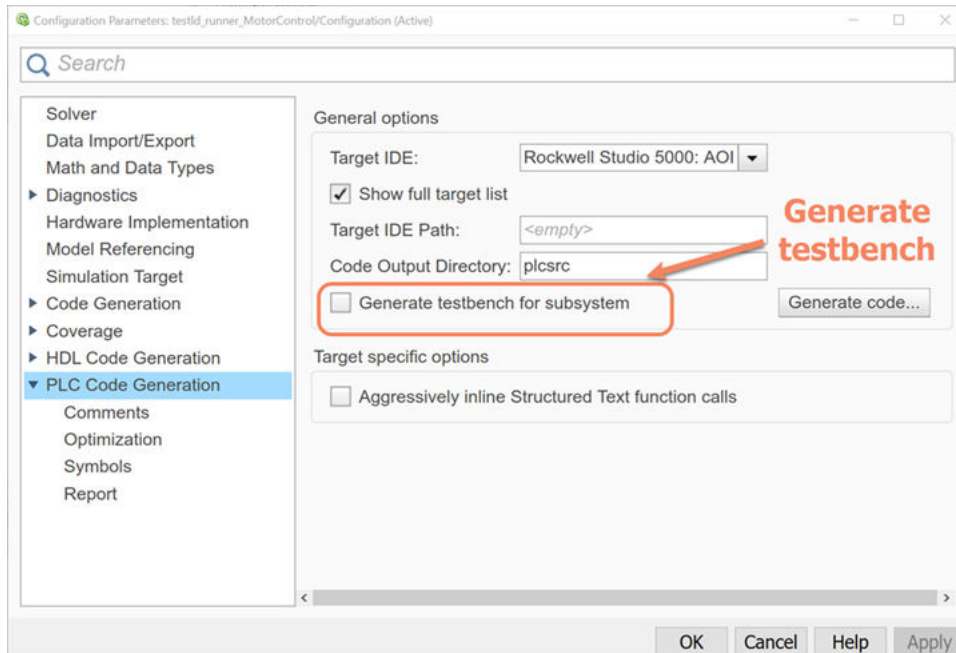 Configuration Parameters: testld_runner_MotorControl/Configuration (Active)
Search
Solver
Data Import/Export
Math and Data Types
Diagnostics
Hardware Implementation
Model Referencing
Simulation Target
Code Generation
Coverage
HDL Code Generation
PLC Code Generation
Comments
Optimization
Symbols
Report
General options
Target IDE: Rockwell Studio 5000: AOI
Show full target list
Target IDE Path: <empty>
Code Output Directory: plcsrc
Generate testbench for subsystem
Generate code...
Generate
testbench
Target specific options
Aggressively inline Structured Text function calls
OK Cancel Help Apply